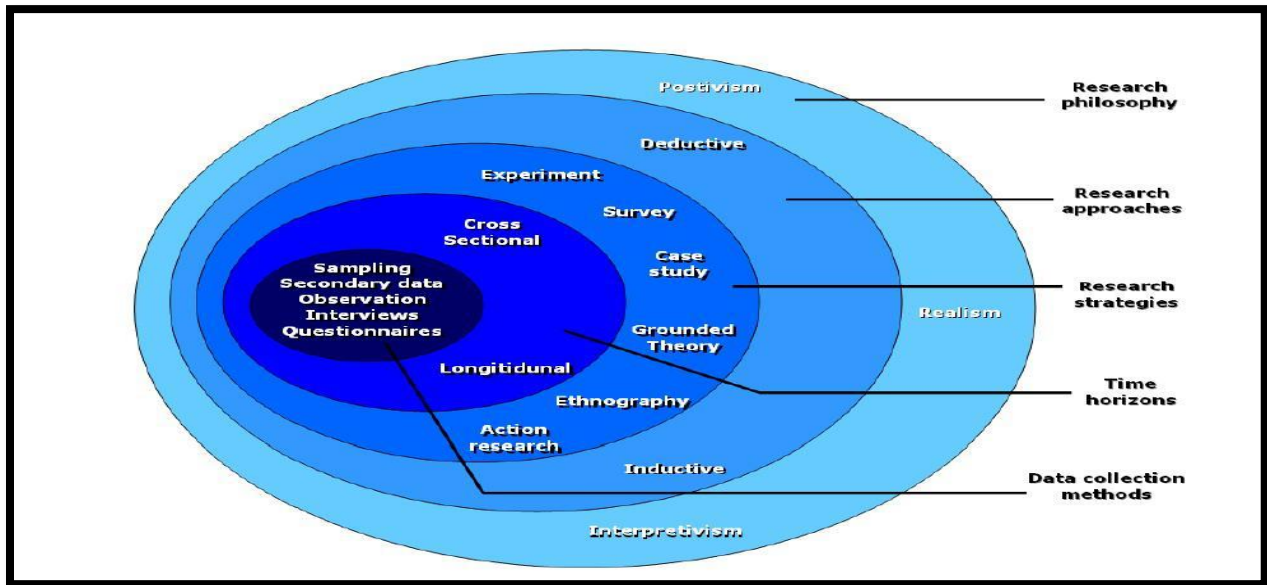 Postivism
Research
philosophy
Deductive
Experiment
Research
approaches
Survey
Cross
Sectional
Case
study
Sampling
Secondary data
Observation
Interviews
Questionnaires
Research
strategies
Realism
Grounded
Theory
Longitidunal
Time
horizons
Ethnography
Action
research
Inductive
Data collection
methods
Interpretivism